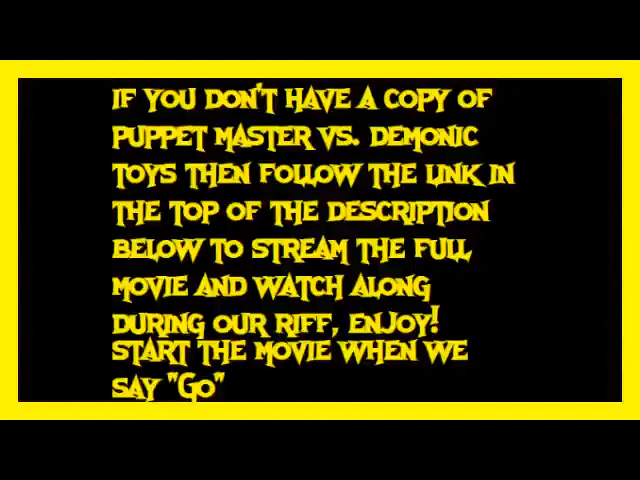 IF YOU DON'T HAVE A COPY OF
PUPPET MASTER VS. DEMONIC
TOYS THEN FOLLOW THE LINK IN
THE TOP OF THE DESCRIPTION
BELOW TO STREAM THE FULL
MOVIE AND WATCH ALONG
DURING OUR RIFF, ENJOY!
START THE MOVIE WHEN WE
SAY "GO"